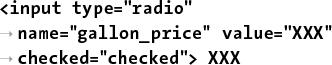 <input type="radio"
→ name="gallon_price" value="XXX"
→ checked="checked"> XXX